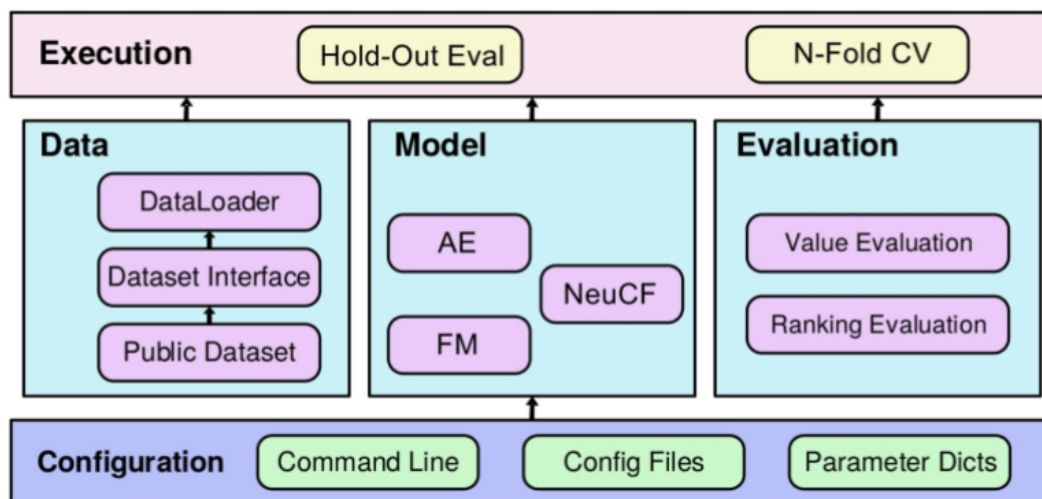 Execution
Hold-Out Eval
N-Fold CV
Data
DataLoader
Dataset Interface
Public Dataset
Model
AE
NeuCF
FM
Evaluation
Value Evaluation
Ranking Evaluation
Configuration
Command Line
Config Files
Parameter Dicts